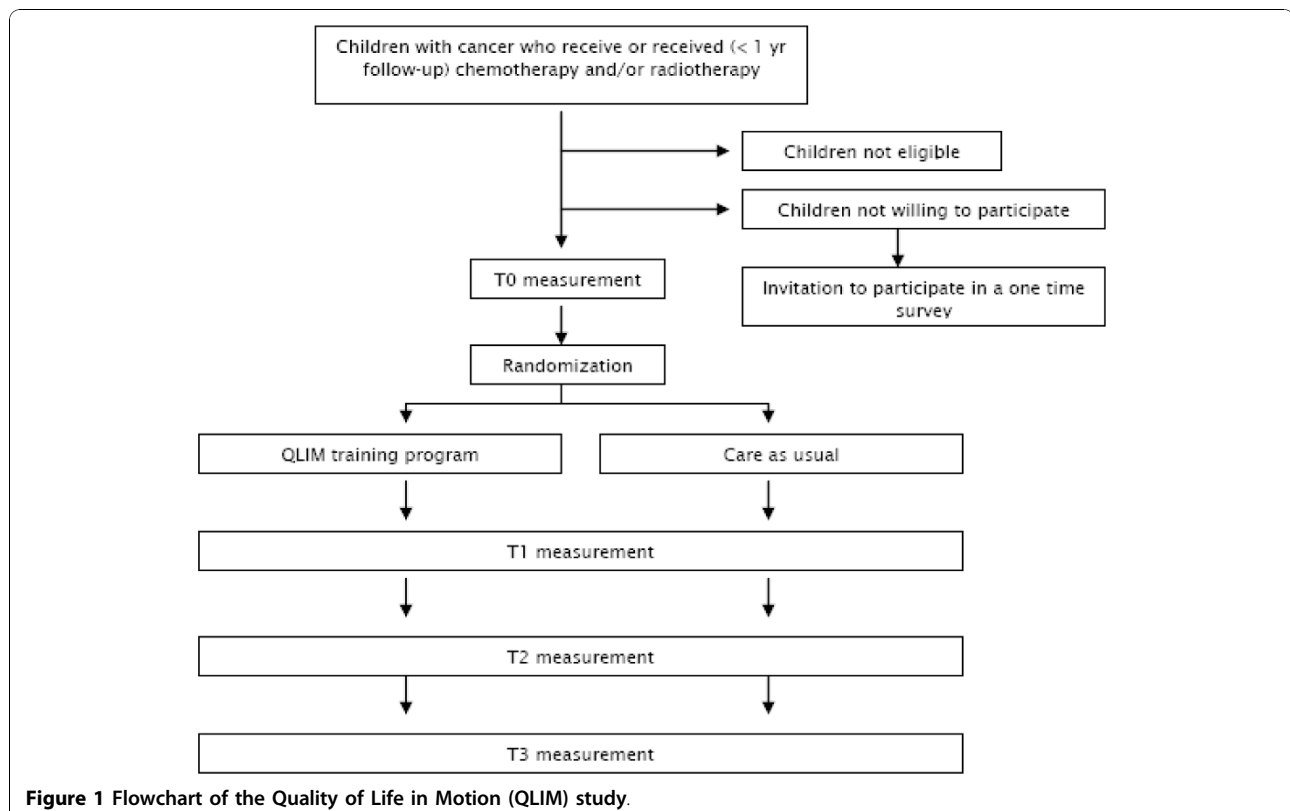 Children with cancer who receive or received (< 1 yr
follow-up) chemotherapy and/or radiotherapy
Children not eligible
Children not willing to participate
T0 measurement
Invitation to participate in a one time
survey
Randomization
QLIM training program
Care as usual
T1 measurement
T2 measurement
T3 measurement
Figure 1 Flowchart of the Quality of Life in Motion (QLIM) study.